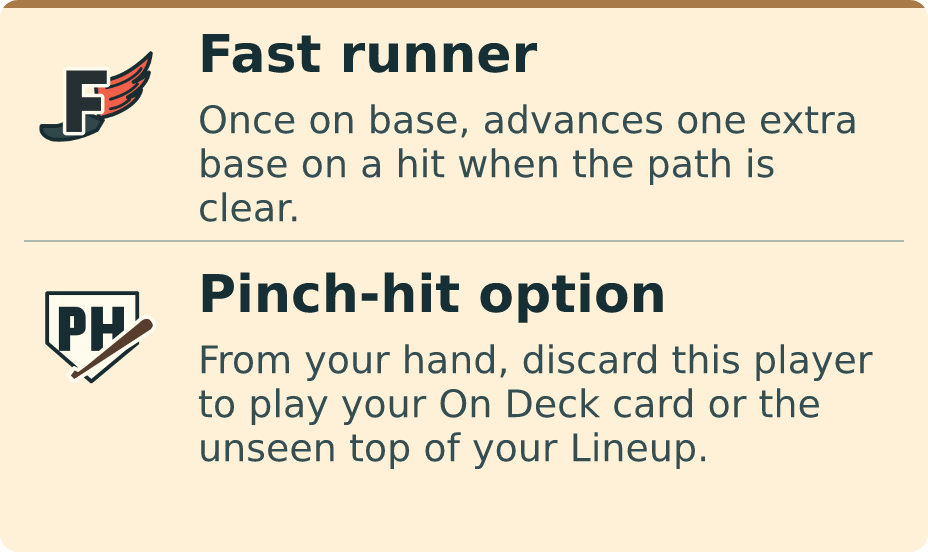 F
Fast runner
Once on base, advances one extra
base on a hit when the path is
clear.
PH
Pinch-hit option
From your hand, discard this player
to play your On Deck card or the
unseen top of your Lineup.